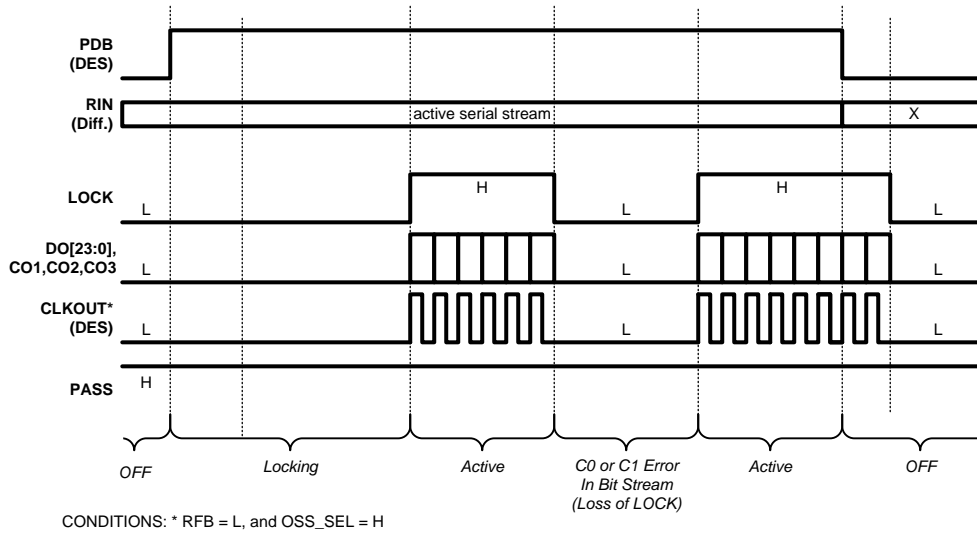 PDB
(DES)
RIN
(Diff.)
active serial stream
X
LOCK
L
H
L
H
L
DO[23:0],
CO1,CO2,CO3
L
L
L
CLKOUT*
(DES)
L
L
L
PASS
H
OFF
Locking
Active
C0 or C1 Error
In Bit Stream
(Loss of LOCK)
Active
OFF
CONDITIONS: * RFB = L, and OSS_SEL = H